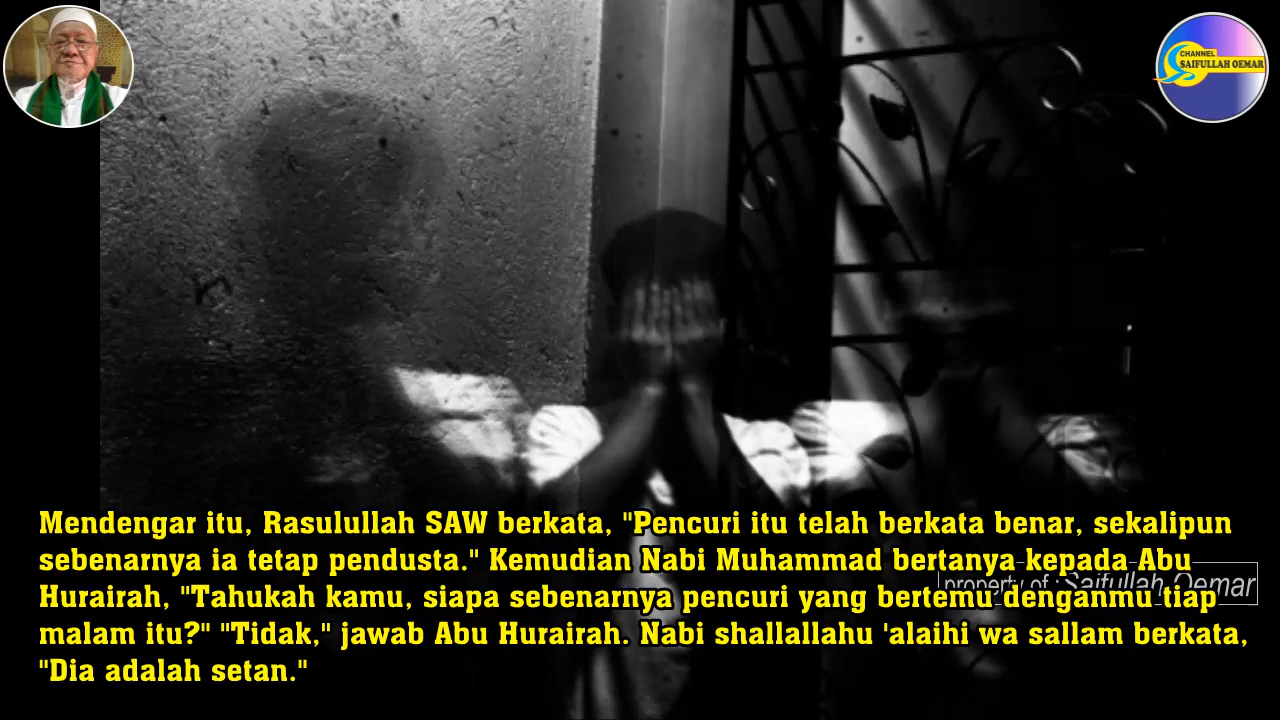 CHANNEL
SAIFULLAH OEMAR
Mendengar itu, Rasulullah SAW berkata, "Pencuri itu telah berkata benar, sekalipun
sebenarnya ia tetap pendusta." Kemudian Nabi Muhammad bertanya kepada Abu
Hurairah, "Tahukah kamu, siapa sebenarnya pencuri yang bertemu denganmu tiap
malam itu?" "Tidak," jawab Abu Hurairah. Nabi shallallahu 'alaihi wa sallam berkata,
"Dia adalah setan."
property of : Saifullah Oemar